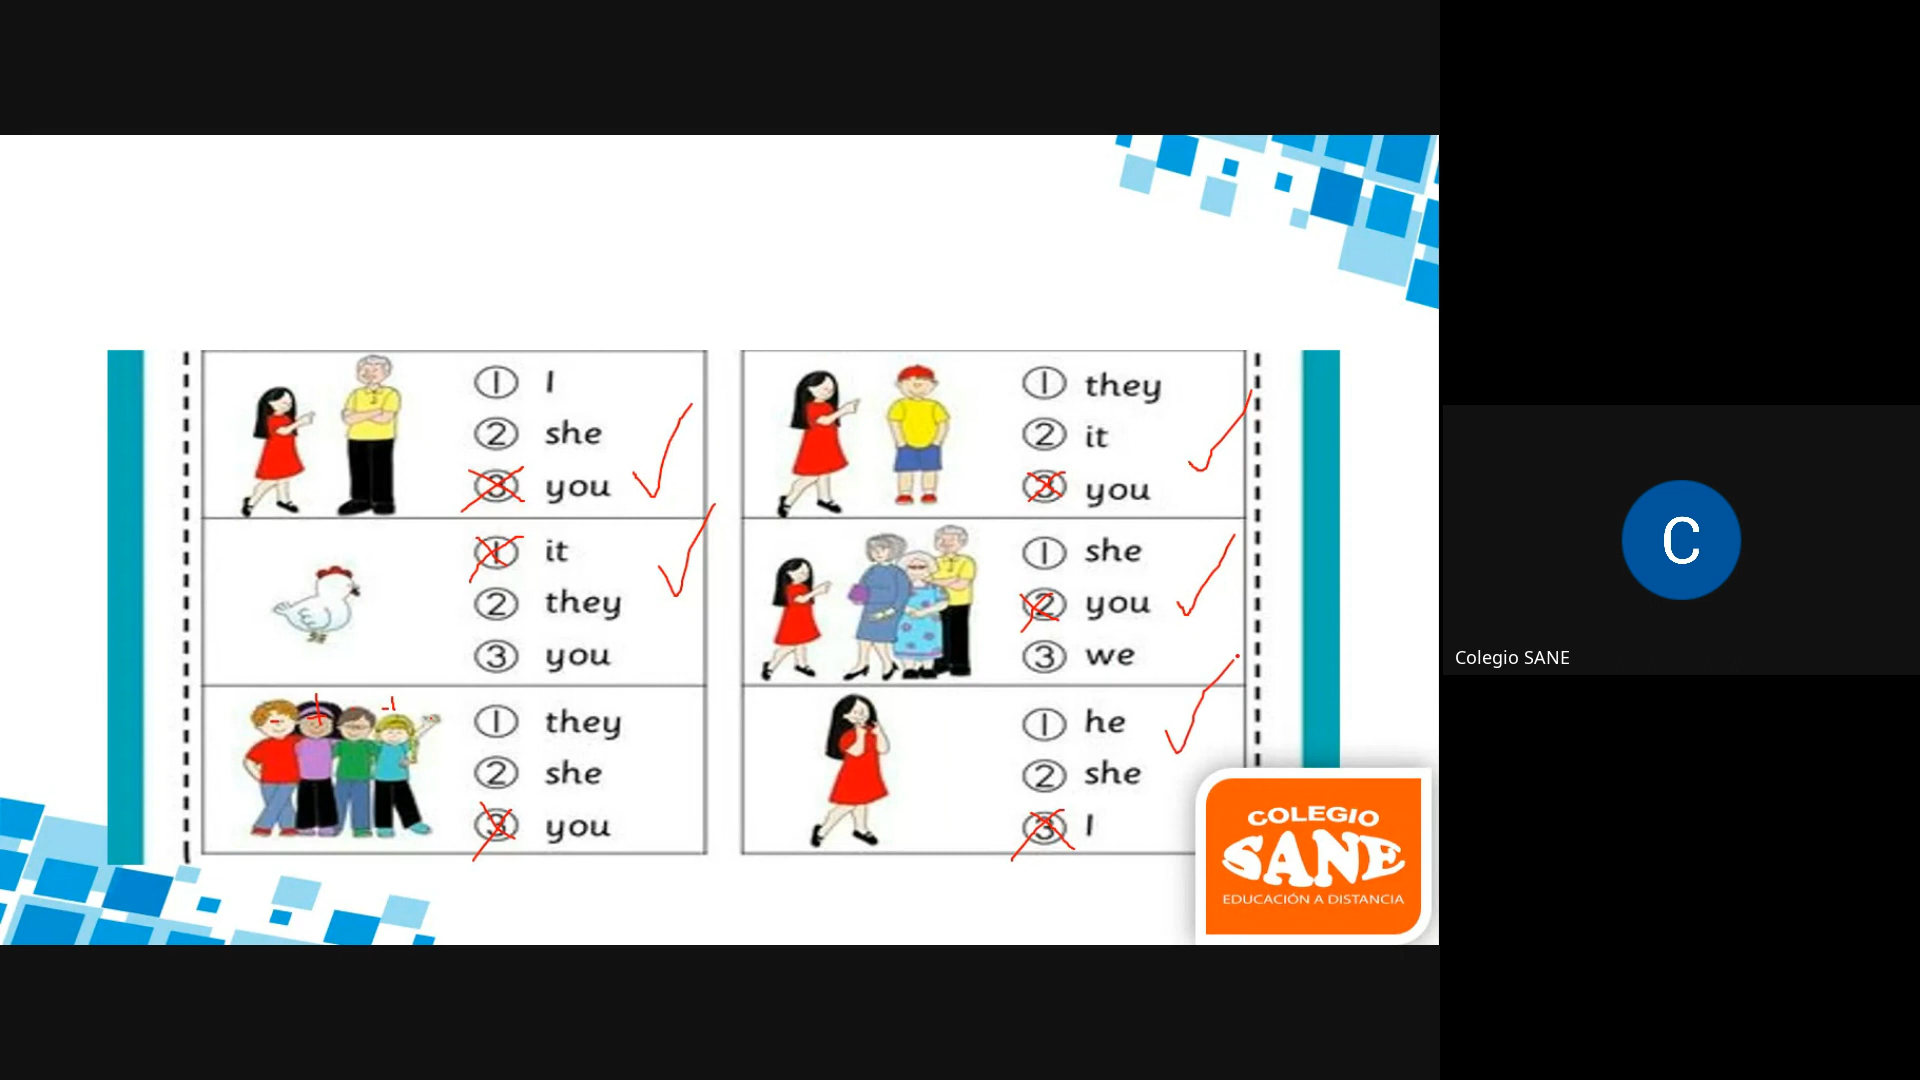 ① I
② she
③ you
① it
② they
③ you
① they
② she
③ you
① they
② it
③ you
① she
② you
③ we
① he
② she
③ I
COLEGIO
SANE
EDUCACIÓN A DISTANCIA
C
Colegio SANE